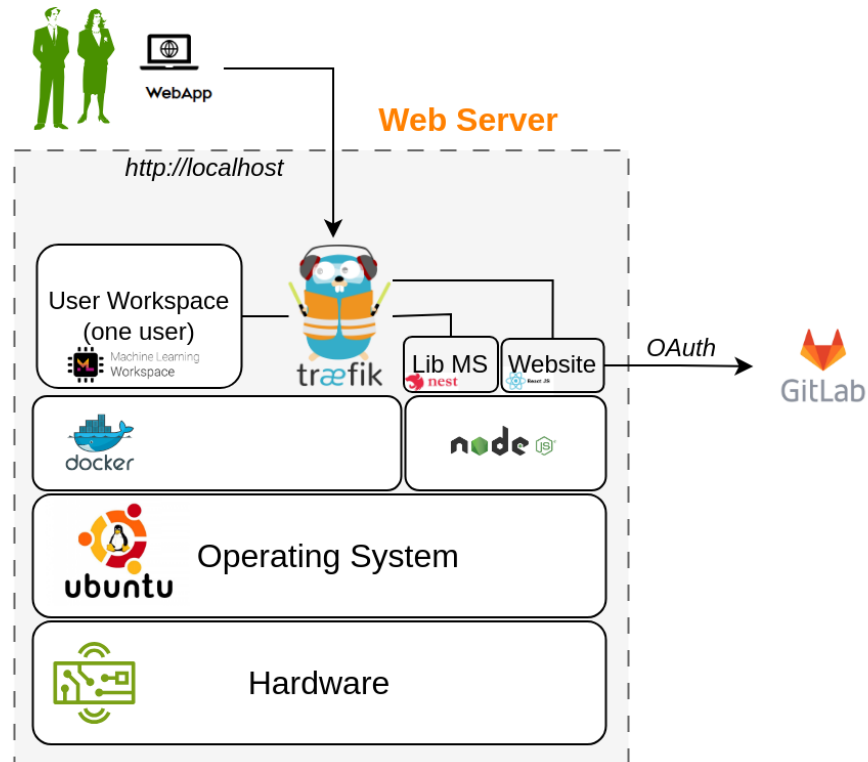 WebApp
Web Server
http://localhost
User Workspace
(one user)
ML
Machine Learning
Workspace
træfik
Lib MS
nest
Website
React JS
OAuth
GitLab
docker
node
JS
ubuntu
Operating System
Hardware